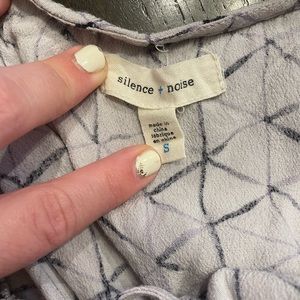 silence + noise
made in
china
fabriqué
en chine
S